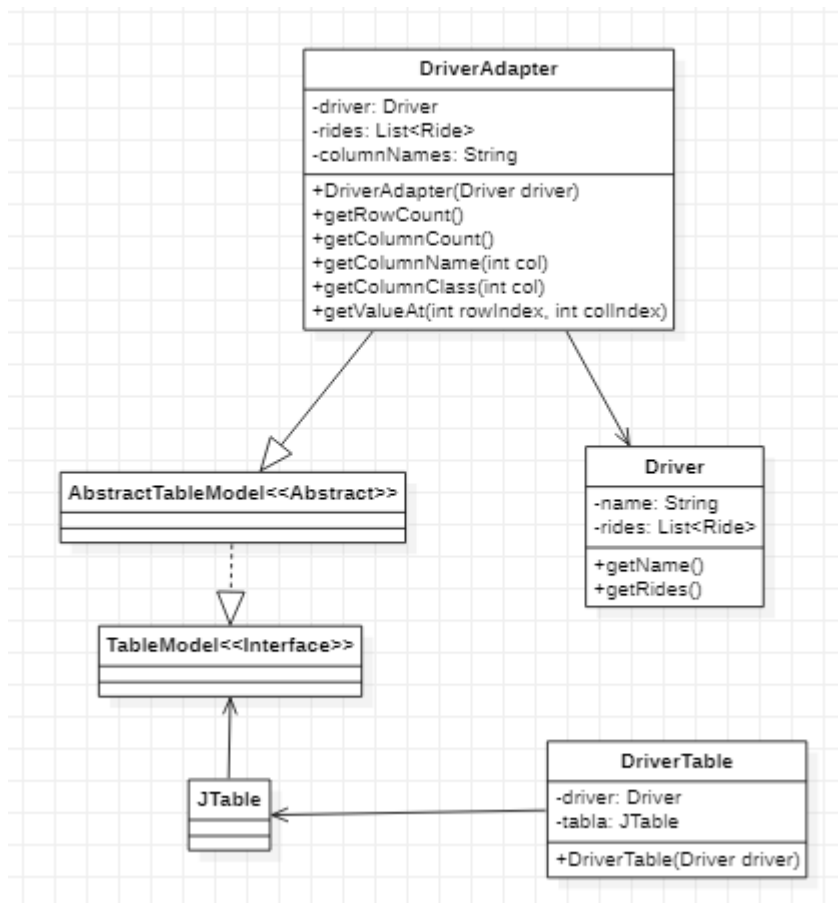 DriverAdapter
-driver: Driver
-rides: List<Ride>
-columnNames: String
+DriverAdapter(Driver driver)
+getRowCount()
+getColumnCount()
+getColumnName(int col)
+getColumnClass(int col)
+getValueAt(int rowIndex, int colIndex)
AbstractTableModel<<Abstract>>
Driver
-name: String
-rides: List<Ride>
+getName()
+getRides()
TableModel<<Interface>>
JTable
DriverTable
-driver: Driver
-tabla: JTable
+DriverTable(Driver driver)